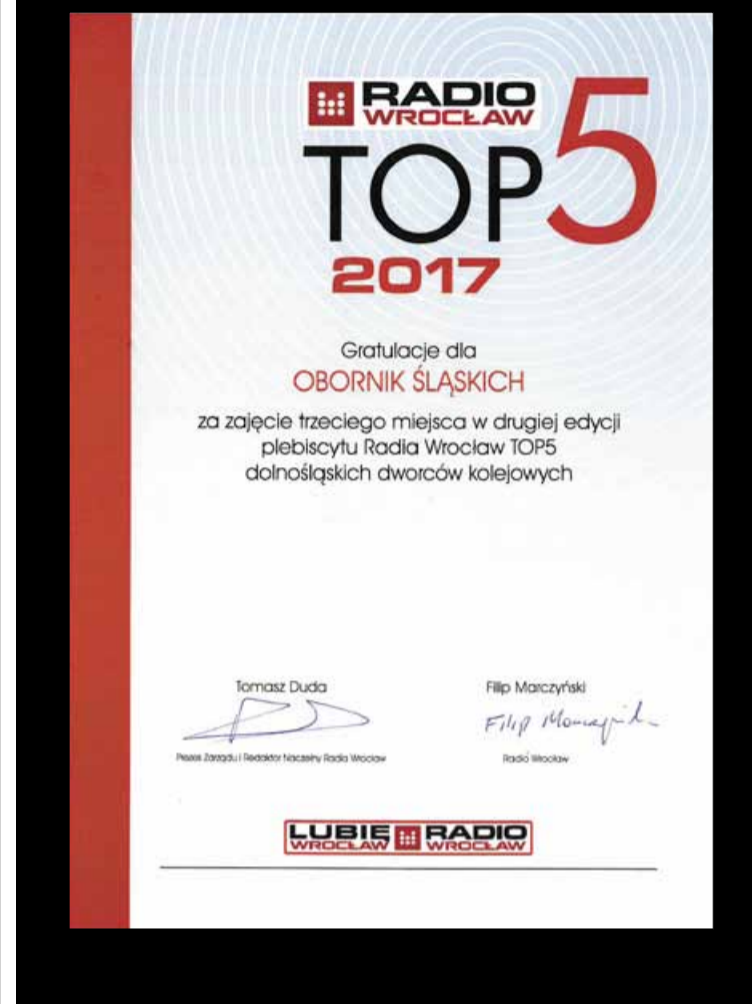 RADIO
WROCŁAW
TOP5
2017
Gratulacje dla
OBORNIK ŚLĄSKICH
za zajęcie trzeciego miejsca w drugiej edycji
plebiscytu Radia Wrocław TOP5
dolnośląskich dworców kolejowych
Tomasz Duda Filip Marczyński
Filip Marczyński
Prezes Zarządu i Redaktor Naczelny Radia Wrocław Radio Wrocław
LUBIĘ RADIO
WROCŁAW WROCŁAW